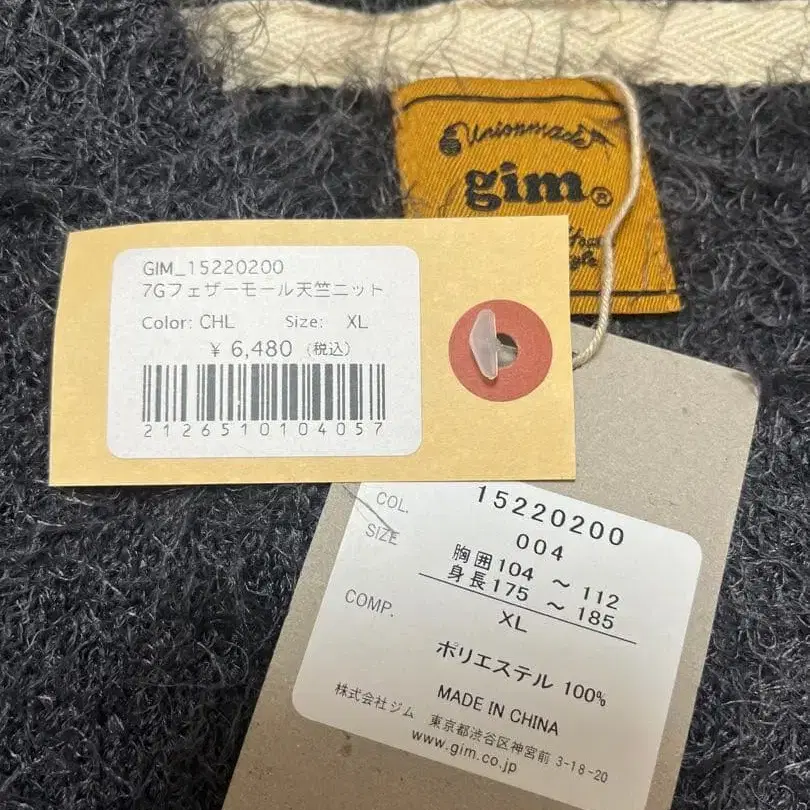 Unionmade
gim®
GIM_15220200
7Gフェザーモール天竺ニット
Color: CHL Size: XL
¥ 6,480 (税込)
2126510104057
COL. 15220200
SIZE 004
胸囲104 ～ 112
身長175 ～ 185
XL
COMP.
ポリエステル 100%
MADE IN CHINA
株式会社ジム 東京都渋谷区神宮前 3-18-20
www.gim.co.jp